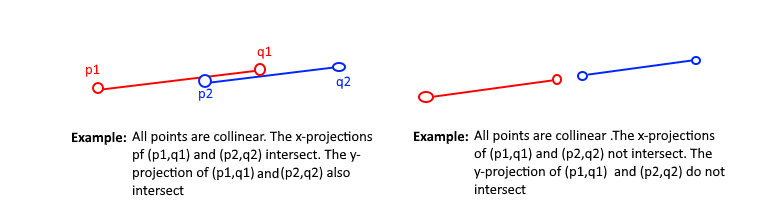 p1
q1
p2
q2
Example: All points are collinear. The x-projections
pf (p1,q1) and (p2,q2) intersect. The y-
projection of (p1,q1) and (p2,q2) also
intersect
Example: All points are collinear .The x-projections
of (p1,q1) and (p2,q2) not intersect. The
y-projection of (p1,q1) and (p2,q2) do not
intersect